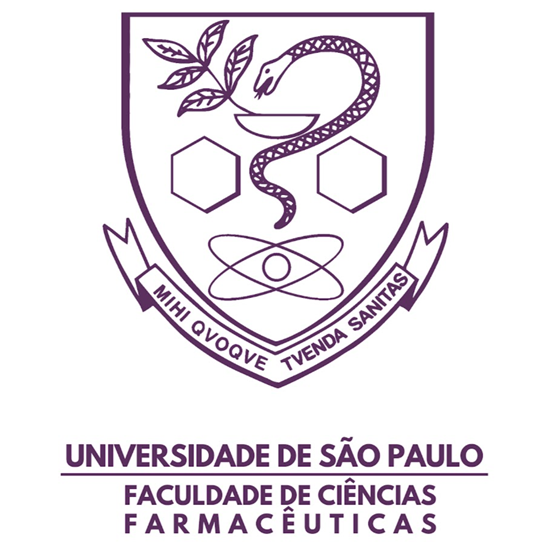 MIHI QVOQVE TVENDA SANITAS
UNIVERSIDADE DE SÃO PAULO
FACULDADE DE CIÊNCIAS
FARMACÊUTICAS